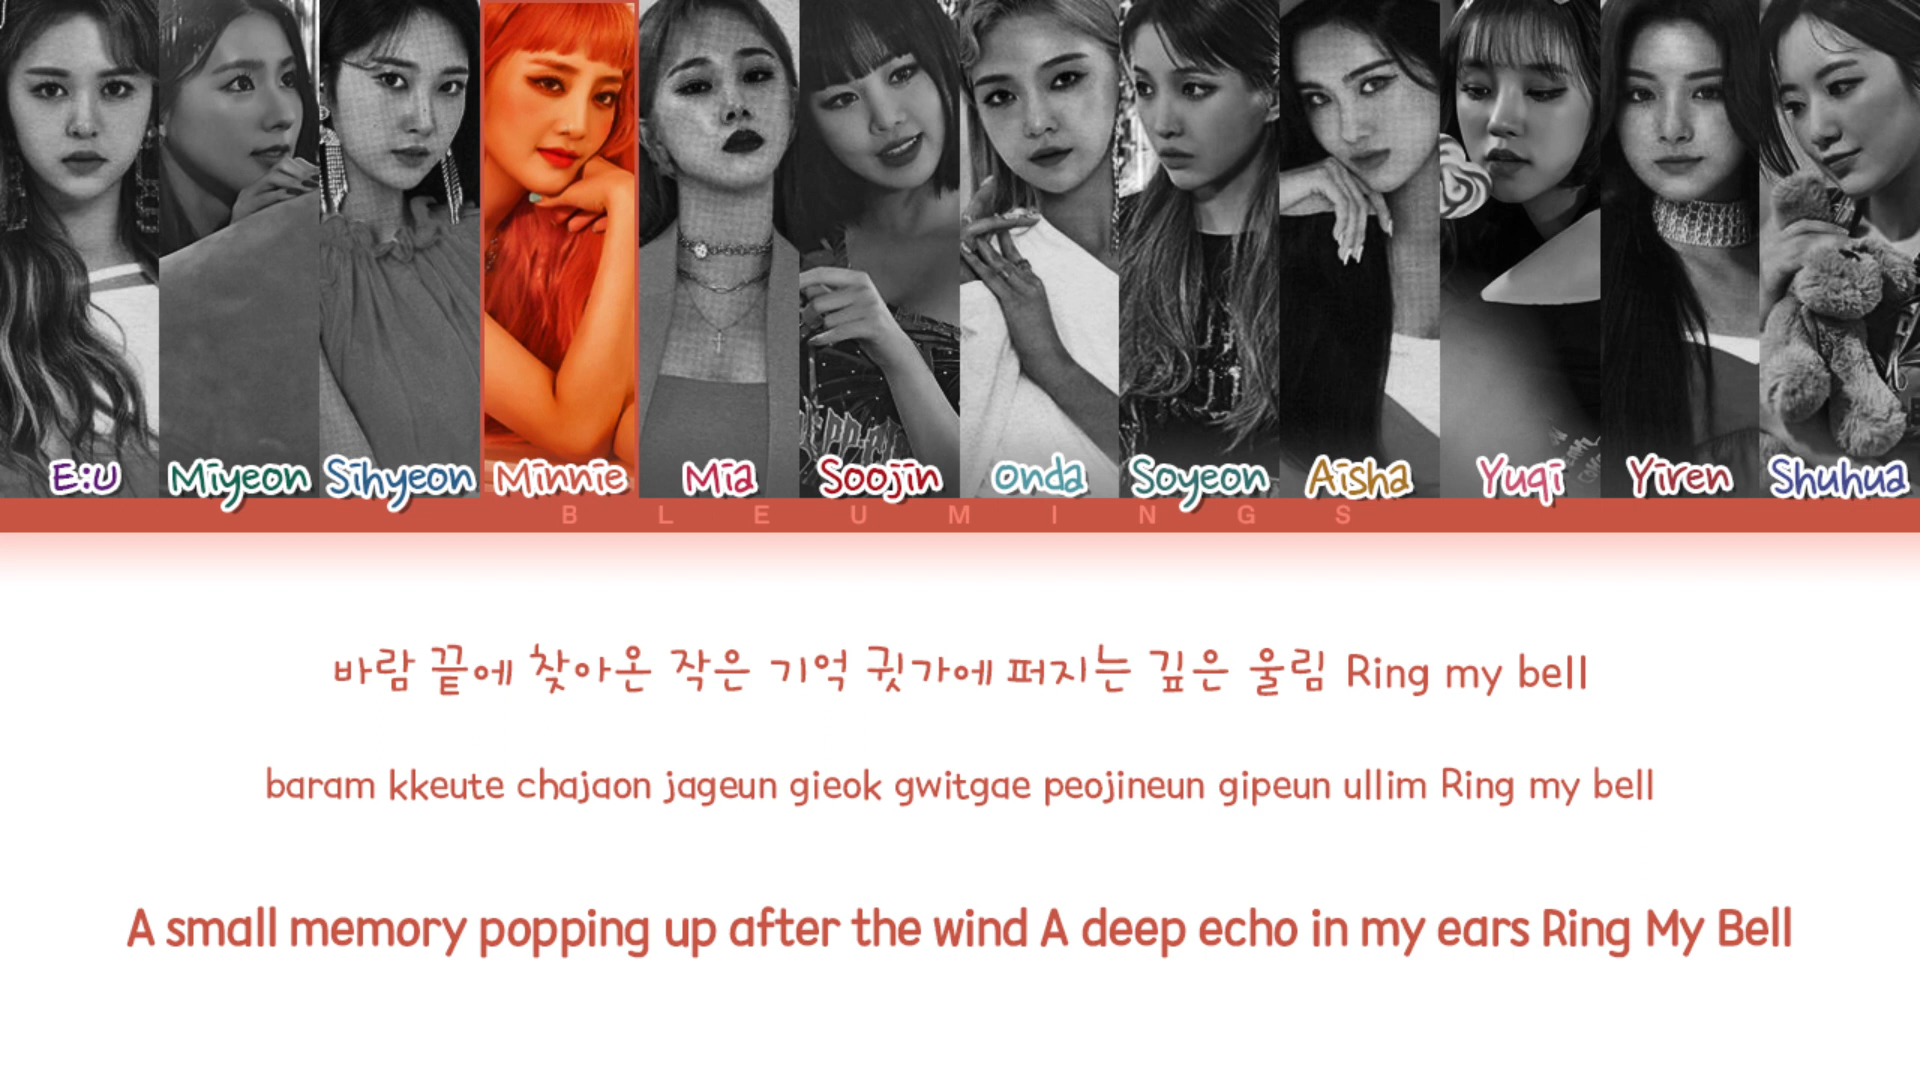 E:U Miyeon Sihyeon Minnie Mia Soojin Onda Soyeon Aisha Yuqi Yiren Shuhua
BLEUMINGS
바람 끝에 찾아온 작은 기억 귓가에 퍼지는 깊은 울림 Ring my bell
baram kkeute chajaon jageun gieok gwitgae peojineun gipeun ullim Ring my bell
A small memory popping up after the wind A deep echo in my ears Ring My Bell